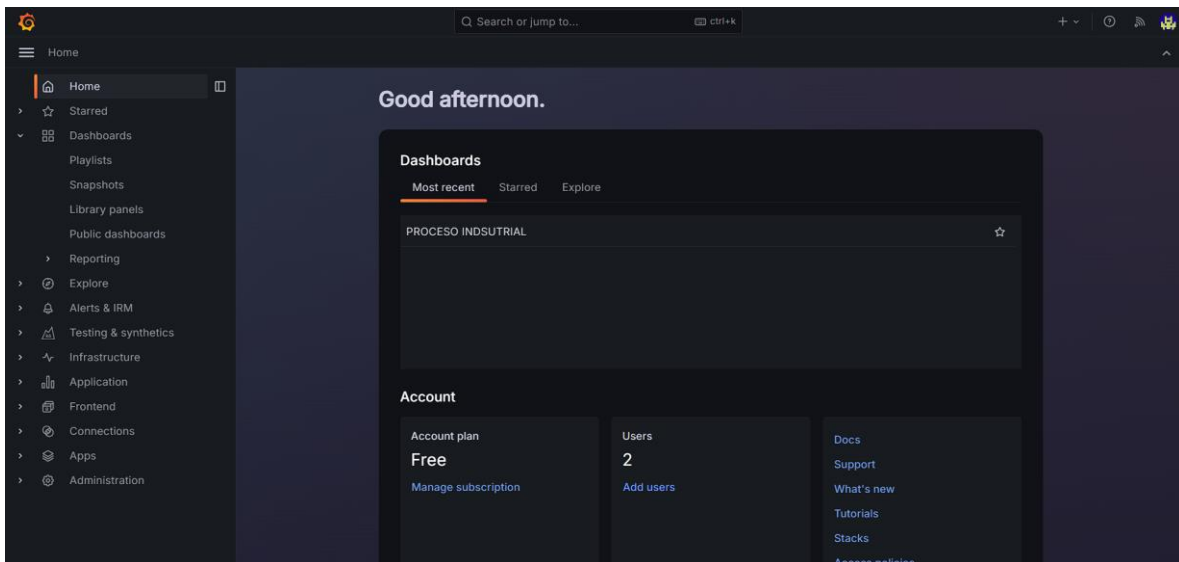 Search or jump to...
ctrl+k
Home
Home
Starred
Dashboards
Playlists
Snapshots
Library panels
Public dashboards
Reporting
Explore
Alerts & IRM
Testing & synthetics
Infrastructure
Application
Frontend
Connections
Apps
Administration
Good afternoon.
Dashboards
Most recent Starred Explore
PROCESO INDSUTRIAL
Account
Account plan
Free
Manage subscription
Users
2
Add users
Docs
Support
What's new
Tutorials
Stacks
Access policies